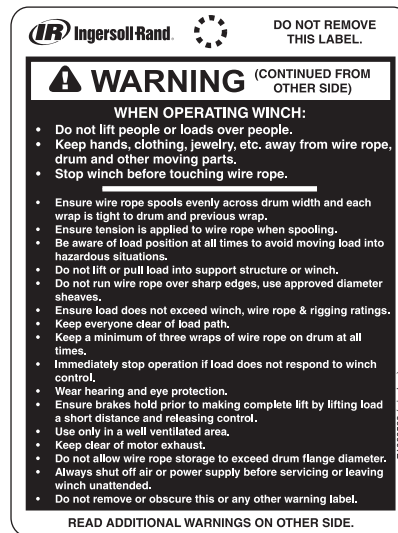 IR Ingersoll-Rand.
DO NOT REMOVE
THIS LABEL.
WARNING (CONTINUED FROM
OTHER SIDE)
WHEN OPERATING WINCH:
• Do not lift people or loads over people.
• Keep hands, clothing, jewelry, etc. away from wire rope,
drum and other moving parts.
• Stop winch before touching wire rope.
• Ensure wire rope spools evenly across drum width and each
wrap is tight to drum and previous wrap.
• Ensure tension is applied to wire rope when spooling.
• Be aware of load position at all times to avoid moving load into
hazardous situations.
• Do not lift or pull load into support structure or winch.
• Do not run wire rope over sharp edges, use approved diameter
sheaves.
• Ensure load does not exceed winch, wire rope & rigging ratings.
• Keep everyone clear of load path.
• Keep a minimum of three wraps of wire rope on drum at all
times.
• Immediately stop operation if load does not respond to winch
control.
• Wear hearing and eye protection.
• Ensure brakes hold prior to making complete lift by lifting load
a short distance and releasing control.
• Use only in a well ventilated area.
• Keep clear of motor exhaust.
• Do not allow wire rope storage to exceed drum flange diameter.
• Always shut off air or power supply before servicing or leaving
winch unattended.
• Do not remove or obscure this or any other warning label.
READ ADDITIONAL WARNINGS ON OTHER SIDE.